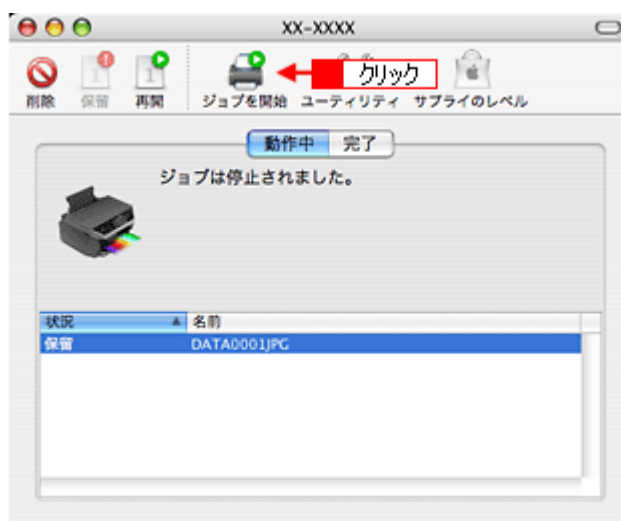 XX-XXXX
クリック
削除 保留 再開 ジョブを開始 ユーティリティ サプライのレベル
動作中 完了
ジョブは停止されました。
状況 名前
保留 DATA0001JPG